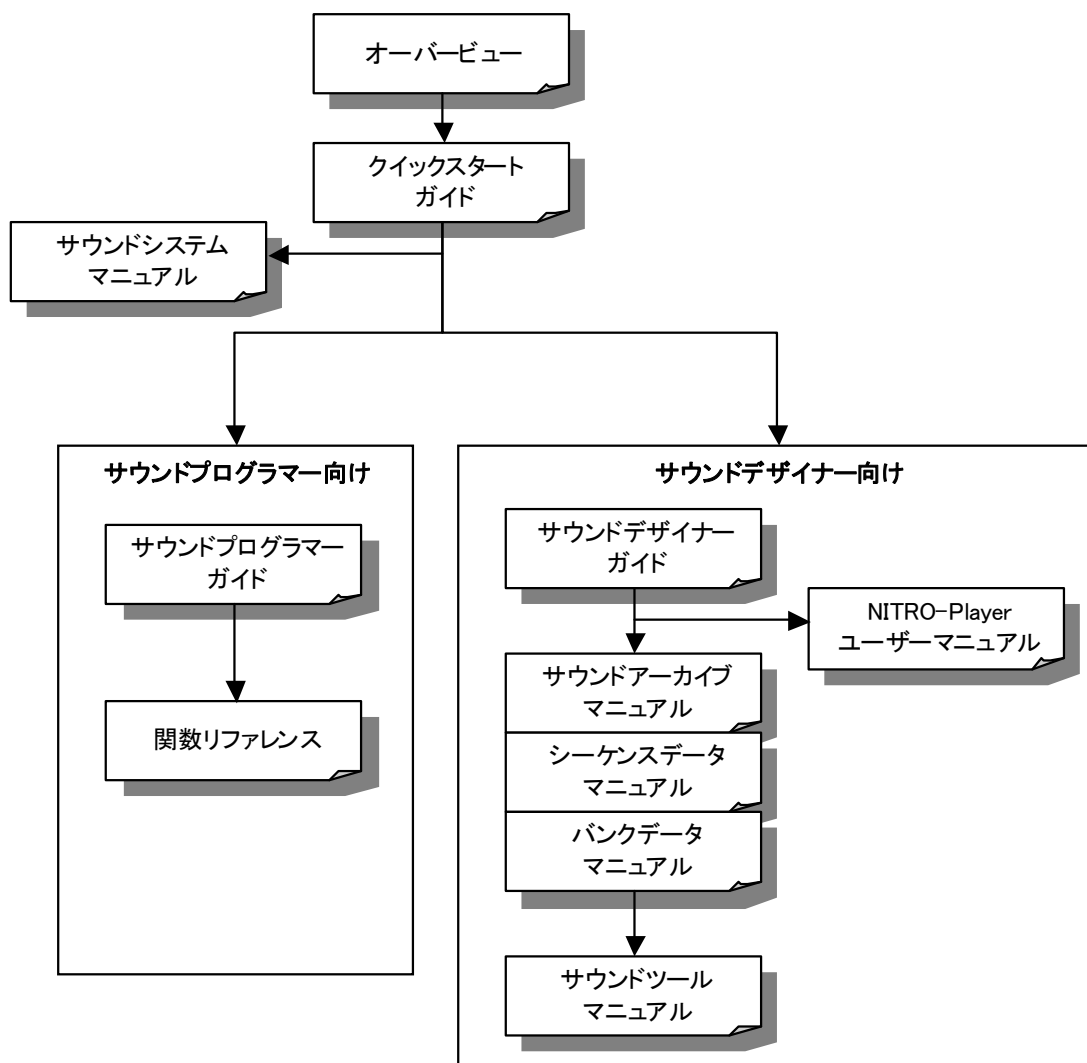 オーバービュー
クイックスタート
ガイド
サウンドシステム
マニュアル
サウンドプログラマー向け
サウンドプログラマー
ガイド
関数リファレンス
サウンドデザイナー向け
サウンドデザイナー
ガイド
NITRO-Player
ユーザーマニュアル
サウンドアーカイブ
マニュアル
シーケンスデータ
マニュアル
バンクデータ
マニュアル
サウンドツール
マニュアル